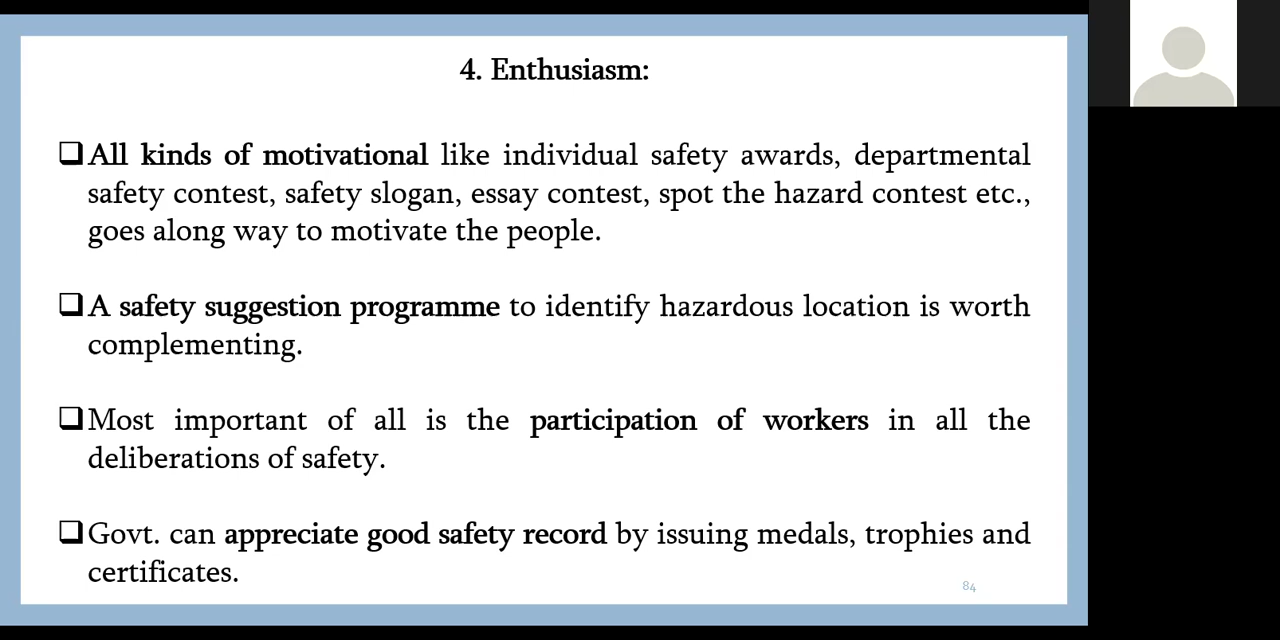 4. Enthusiasm:
❑All kinds of motivational like individual safety awards, departmental
safety contest, safety slogan, essay contest, spot the hazard contest etc.,
goes along way to motivate the people.
❑A safety suggestion programme to identify hazardous location is worth
complementing.
❑Most important of all is the participation of workers in all the
deliberations of safety.
❑Govt. can appreciate good safety record by issuing medals, trophies and
certificates.
84